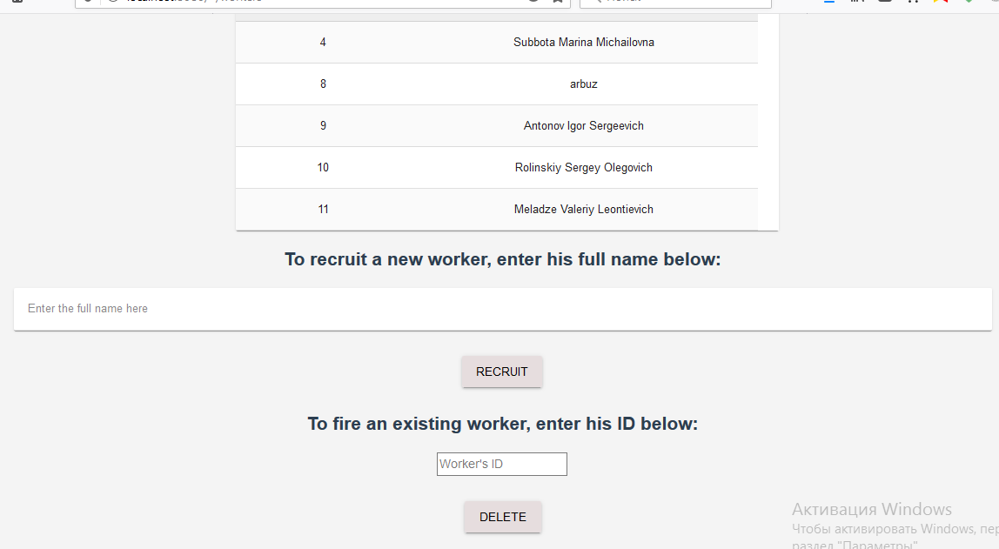 4 Subbota Marina Michailovna
8 arbuz
9 Antonov Igor Sergeevich
10 Rolinskiy Sergey Olegovich
11 Meladze Valeriy Leontievich
To recruit a new worker, enter his full name below:
Enter the full name here
RECRUIT
To fire an existing worker, enter his ID below:
Worker's ID
DELETE
Активация Windows
Чтобы активировать Windows, пер
раздел "Параметры"